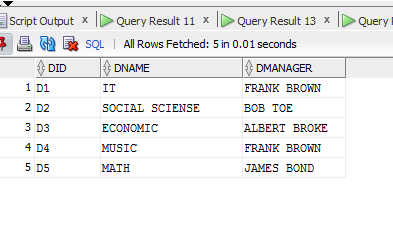 Script Output × Query Result 11 × Query Result 13 × Query R
SQL | All Rows Fetched: 5 in 0.01 seconds
DID DNAME DMANAGER
1 D1 IT FRANK BROWN
2 D2 SOCIAL SCIENSE BOB TOE
3 D3 ECONOMIC ALBERT BROKE
4 D4 MUSIC FRANK BROWN
5 D5 MATH JAMES BOND